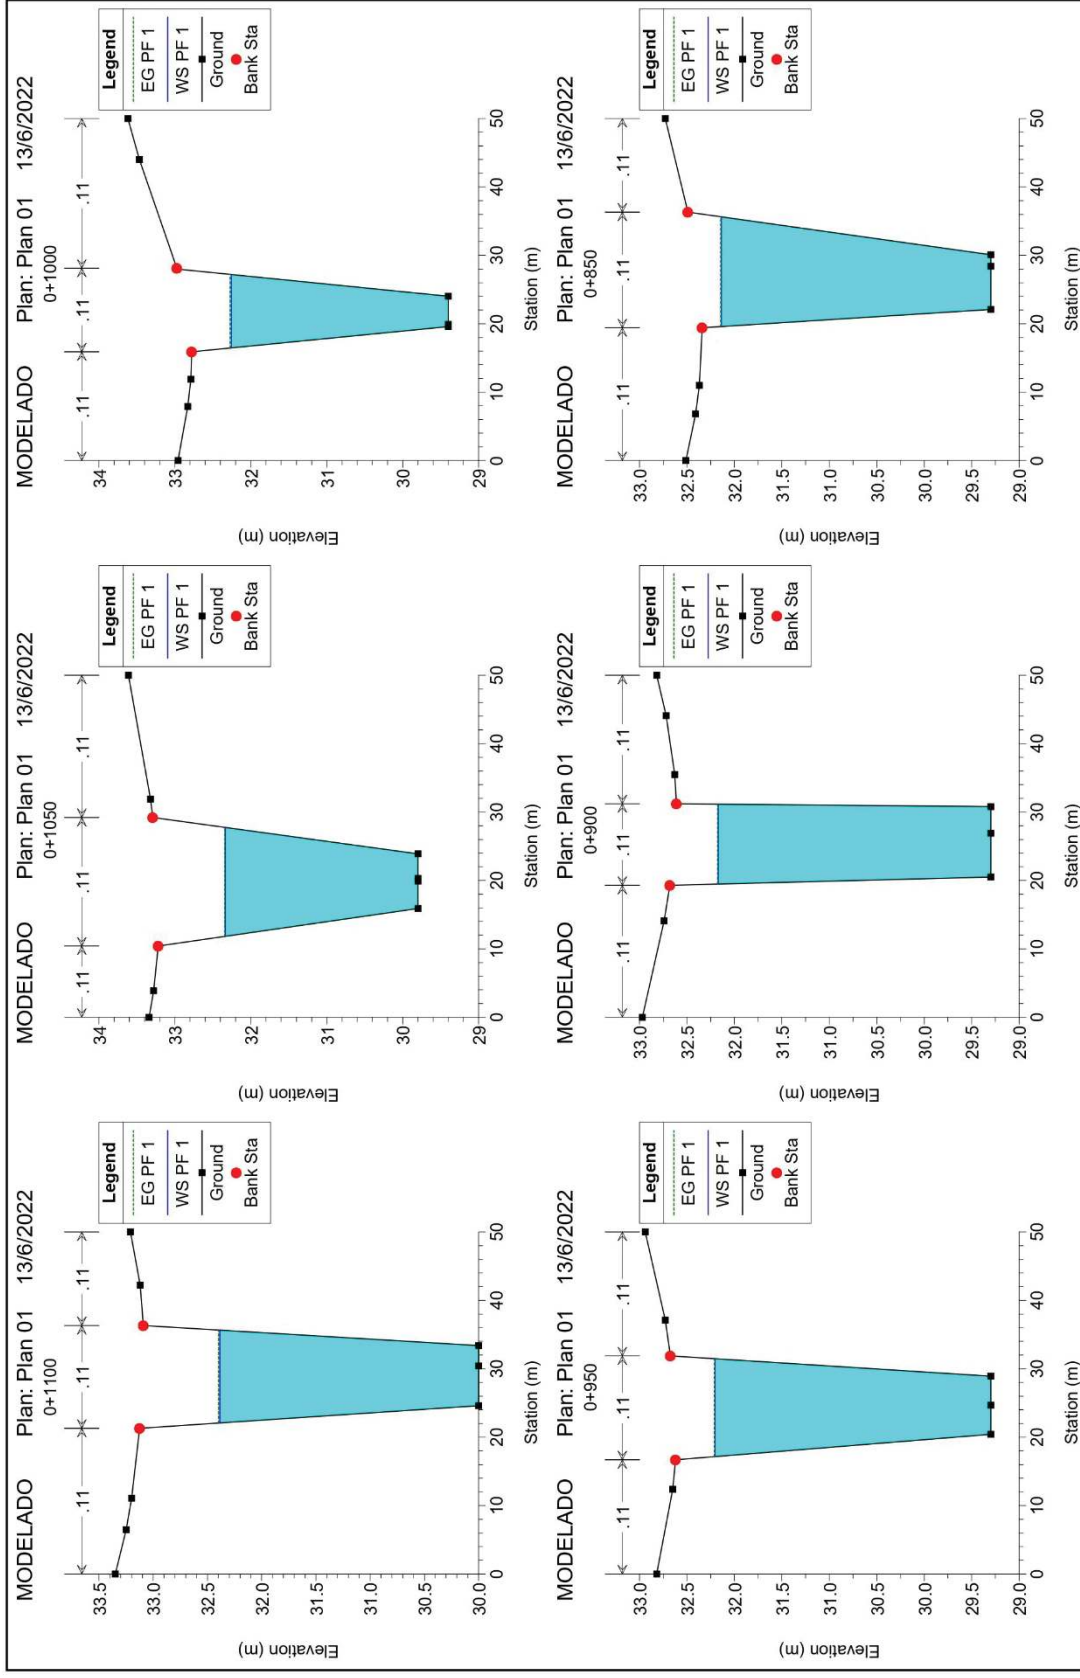 MODELADO Plan: Plan 01 13/6/2022
0+1100
.11 .11 .11
Legend
EG PF 1
WS PF 1
Ground
Bank Sta
33.5
33.0
32.5
32.0
31.5
31.0
30.5
30.0
Elevation (m)
0 10 20 30 40 50
Station (m)
MODELADO Plan: Plan 01 13/6/2022
0+1050
.11 .11 .11
Legend
EG PF 1
WS PF 1
Ground
Bank Sta
34
33
32
31
30
29
Elevation (m)
0 10 20 30 40 50
Station (m)
MODELADO Plan: Plan 01 13/6/2022
0+1000
.11 .11 .11
Legend
EG PF 1
WS PF 1
Ground
Bank Sta
34
33
32
31
30
29
Elevation (m)
0 10 20 30 40 50
Station (m)
MODELADO Plan: Plan 01 13/6/2022
0+950
.11 .11 .11
Legend
EG PF 1
WS PF 1
Ground
Bank Sta
33.0
32.5
32.0
31.5
31.0
30.5
30.0
29.5
29.0
Elevation (m)
0 10 20 30 40 50
Station (m)
MODELADO Plan: Plan 01 13/6/2022
0+900
.11 .11 .11
Legend
EG PF 1
WS PF 1
Ground
Bank Sta
33.0
32.5
32.0
31.5
31.0
30.5
30.0
29.5
29.0
Elevation (m)
0 10 20 30 40 50
Station (m)
MODELADO Plan: Plan 01 13/6/2022
0+850
.11 .11 .11
Legend
EG PF 1
WS PF 1
Ground
Bank Sta
33.0
32.5
32.0
31.5
31.0
30.5
30.0
29.5
29.0
Elevation (m)
0 10 20 30 40 50
Station (m)